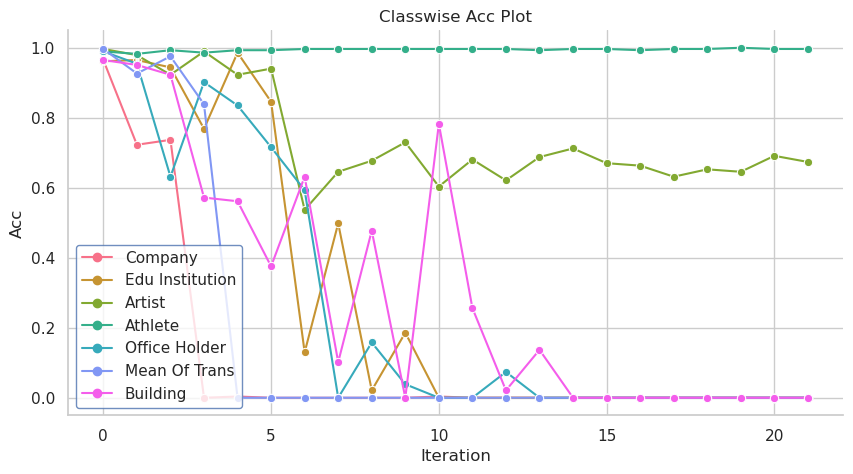 Classwise Acc Plot
1.0
0.8
0.6
0.4
0.2
0.0
Acc
Company
Edu Institution
Artist
Athlete
Office Holder
Mean Of Trans
Building
0 5 10 15 20
Iteration